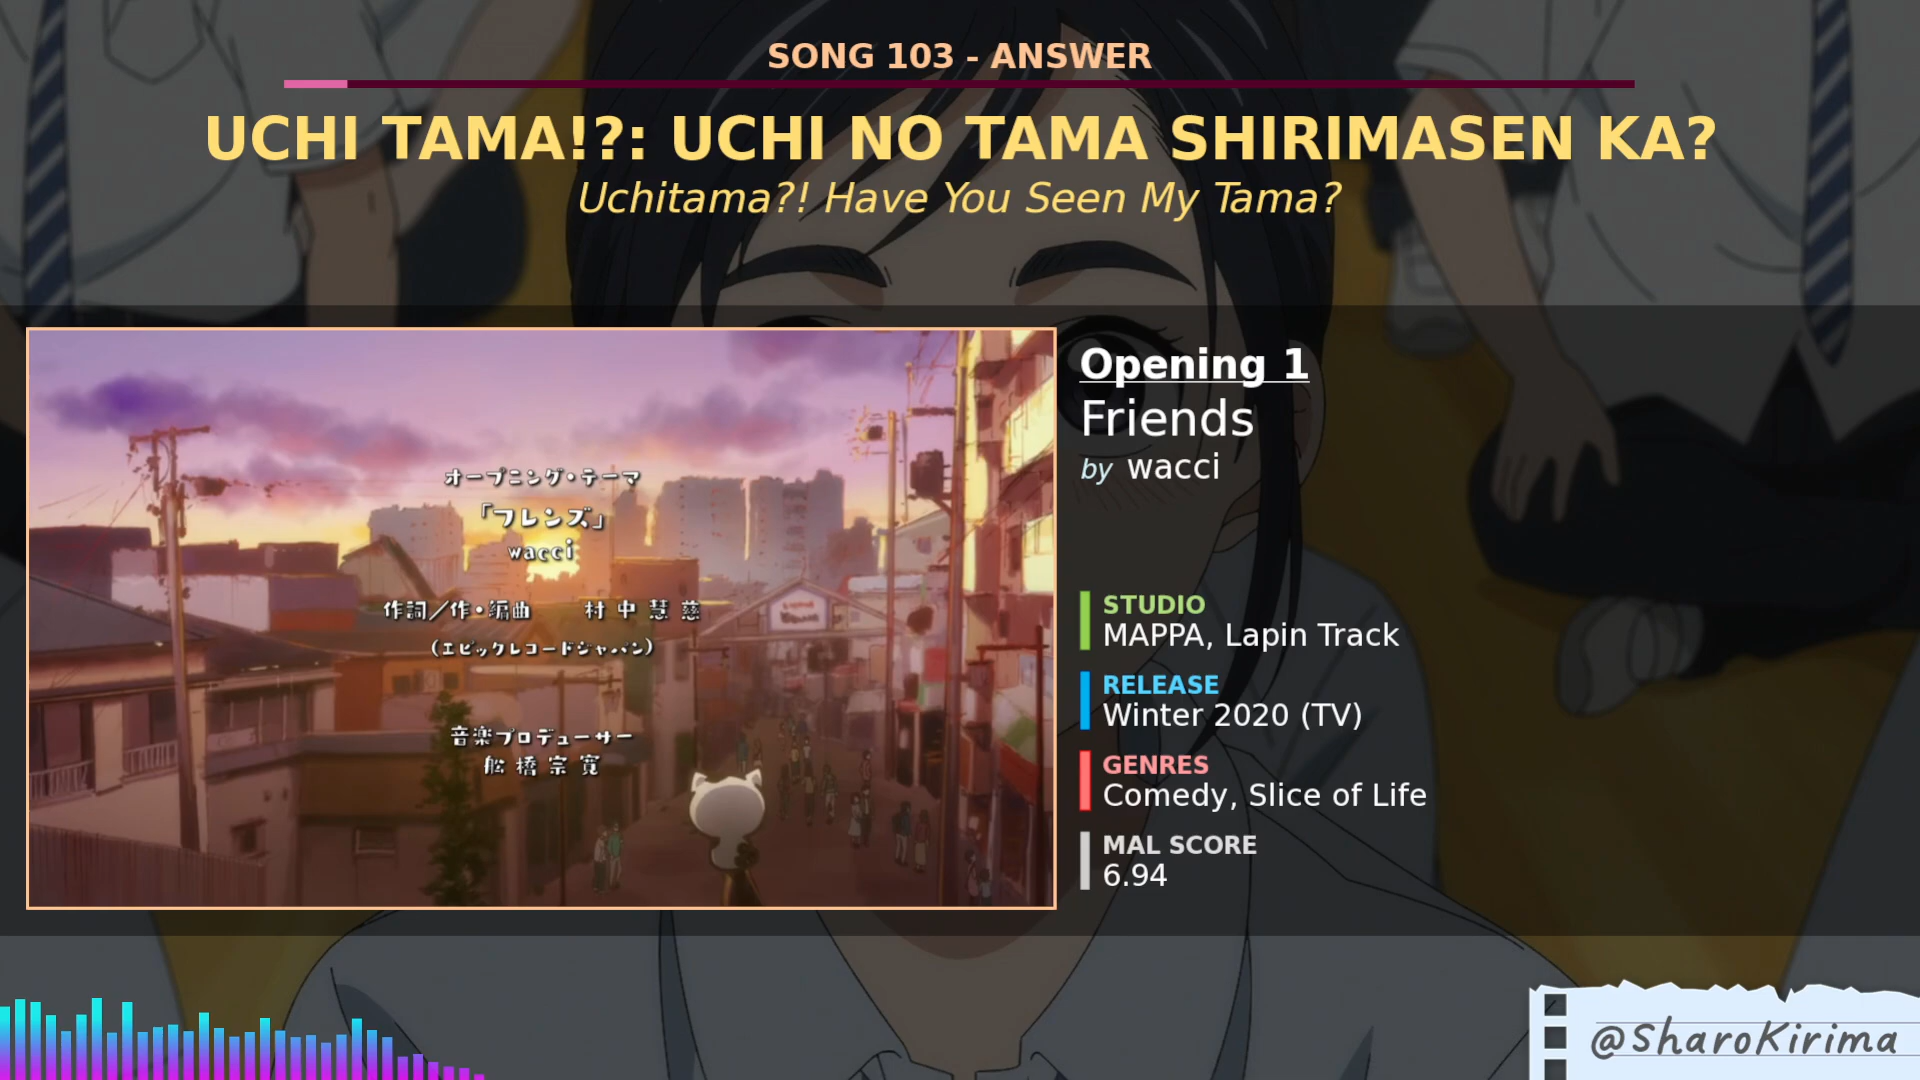 SONG 103 - ANSWER
UCHI TAMA!?: UCHI NO TAMA SHIRIMASEN KA?
Uchitama?! Have You Seen My Tama?
オープニング・テーマ
「フレンズ」
wacci
作詞／作・編曲 村中慧慈
(エピックレコードジャパン)
音楽プロデューサー
舩橋宗寛
Opening 1
Friends
by wacci
STUDIO
MAPPA, Lapin Track
RELEASE
Winter 2020 (TV)
GENRES
Comedy, Slice of Life
MAL SCORE
6.94
@SharoKirima